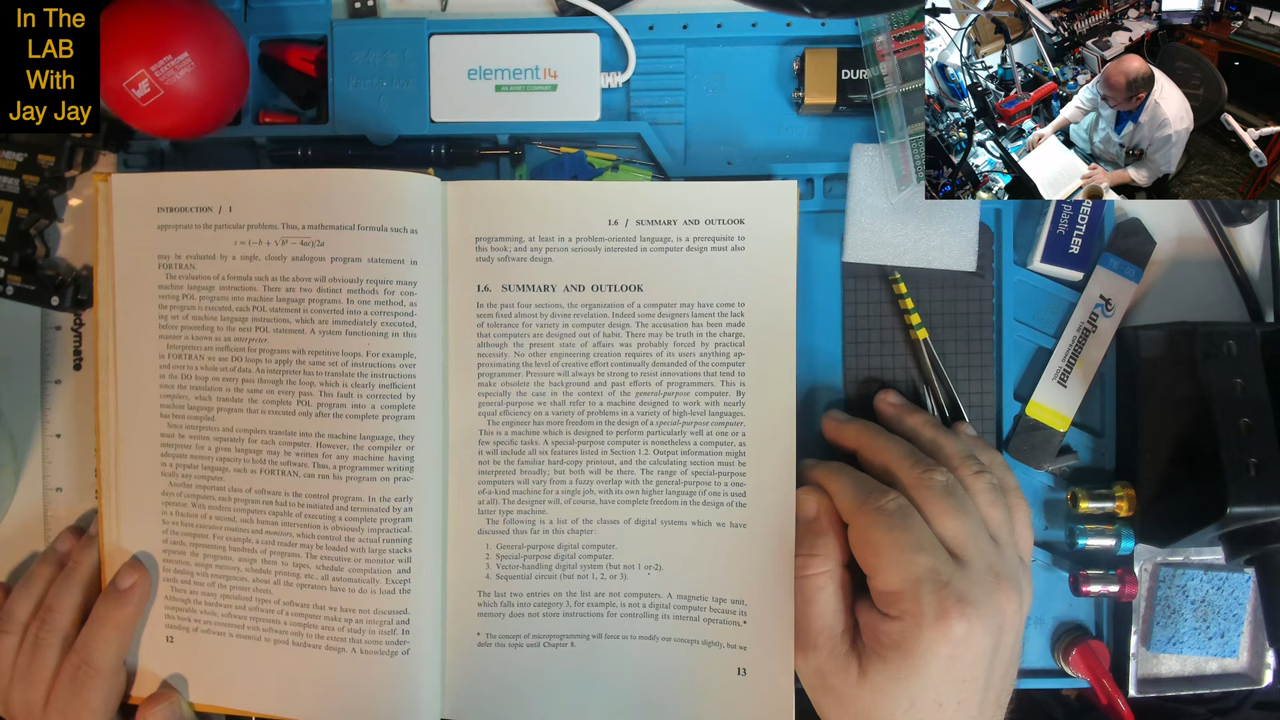 In The
LAB
With
Jay Jay
WE
WÜRTH
ELEKTRONIK
element14
AN AVNET COMPANY
DUR
AEDTLER
plastic
Professional
INTRODUCTION / 1
appropriate to the particular problems. Thus, a mathematical formula such as
x = (−b + √b² − 4ac)/2a
may be evaluated by a single, closely analogous program statement in
FORTRAN.
The evaluation of a formula such as the above will obviously require many
machine language instructions. There are two distinct methods for con-
verting POL programs into machine language programs. In one method, as
the program is executed, each POL statement is converted into a correspond-
ing set of machine language instructions, which are immediately executed,
before proceeding to the next POL statement. A system functioning in this
manner is known as an interpreter.
Interpreters are inefficient for programs with repetitive loops. For example,
in FORTRAN we use DO loops to apply the same set of instructions over
and over to a whole set of data. An interpreter has to translate the instructions
in the DO loop on every pass through the loop, which is clearly inefficient
since the translation is the same on every pass. This fault is corrected by
compilers, which translate the complete POL program into a complete
machine language program that is executed only after the complete program
has been compiled.
Since interpreters and compilers translate into the machine language, they
must be written separately for each computer. However, the compiler or
interpreter for a given language may be written for any machine having
adequate memory capacity to hold the software. Thus, a programmer writing
in a popular language, such as FORTRAN, can run his program on prac-
tically any computer.
Another important class of software is the control program. In the early
days of computers, each program run had to be initiated and terminated by an
operator. With modern computers capable of executing a complete program
in a fraction of a second, such human intervention is obviously impractical.
So we have executive routines and monitors, which control the actual running
of the computer. For example, a card reader may be loaded with large stacks
of cards, representing hundreds of programs. The executive or monitor will
separate the programs, assign them to tapes, schedule compilation and
execution, assign memory, schedule printing, etc., all automatically. Except
for dealing with emergencies, about all the operators have to do is load the
cards and tear off the printer sheets.
There are many specialized types of software that we have not discussed.
Although the hardware and software of a computer make up an integral and
inseparable whole, software represents a complete area of study in itself. In
this book we are concerned with software only to the extent that some under-
standing of software is essential to good hardware design. A knowledge of
12
1.6 / SUMMARY AND OUTLOOK
programming, at least in a problem-oriented language, is a prerequisite to
this book; and any person seriously interested in computer design must also
study software design.
1.6. SUMMARY AND OUTLOOK
In the past four sections, the organization of a computer may have come to
seem fixed almost by divine revelation. Indeed some designers lament the lack
of tolerance for variety in computer design. The accusation has been made
that computers are designed out of habit. There may be truth in the charge,
although the present state of affairs was probably forced by practical
necessity. No other engineering creation requires of its users anything ap-
proximating the level of creative effort continually demanded of the computer
programmer. Pressure will always be strong to resist innovations that tend to
make obsolete the background and past efforts of programmers. This is
especially the case in the context of the general-purpose computer. By
general-purpose we shall refer to a machine designed to work with nearly
equal efficiency on a variety of problems in a variety of high-level languages.
The engineer has more freedom in the design of a special-purpose computer.
This is a machine which is designed to perform particularly well at one or a
few specific tasks. A special-purpose computer is nonetheless a computer, as
it will include all six features listed in Section 1.2. Output information might
not be the familiar hard-copy printout, and the calculating section must be
interpreted broadly; but both will be there. The range of special-purpose
computers will vary from a fuzzy overlap with the general-purpose to a one-
of-a-kind machine for a single job, with its own higher language (if one is used
at all). The designer will, of course, have complete freedom in the design of the
latter type machine.
The following is a list of the classes of digital systems which we have
discussed thus far in this chapter:
1. General-purpose digital computer.
2. Special-purpose digital computer.
3. Vector-handling digital system (but not 1 or 2).
4. Sequential circuit (but not 1, 2, or 3).
The last two entries on the list are not computers. A magnetic tape unit,
which falls into category 3, for example, is not a digital computer because its
memory does not store instructions for controlling its internal operations.*
* The concept of microprogramming will force us to modify our concepts slightly, but we
defer this topic until Chapter 8.
13